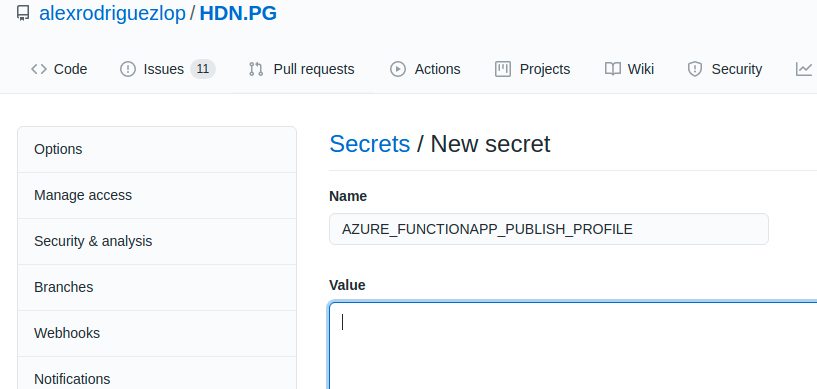 alexrodriguezlop / HDN.PG
Code Issues 11 Pull requests Actions Projects Wiki Security
Options
Manage access
Security & analysis
Branches
Webhooks
Notifications
Secrets / New secret
Name
AZURE_FUNCTIONAPP_PUBLISH_PROFILE
Value